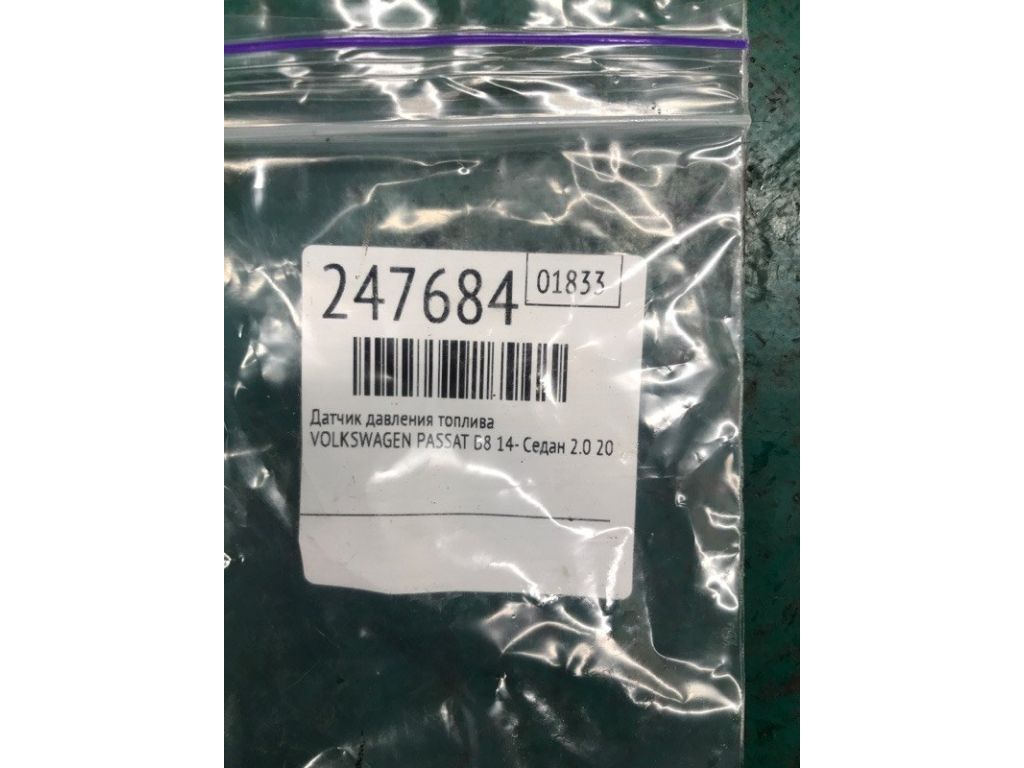 247684 01833
Датчик давления топлива
VOLKSWAGEN PASSAT Б8 14- Седан 2.0 20